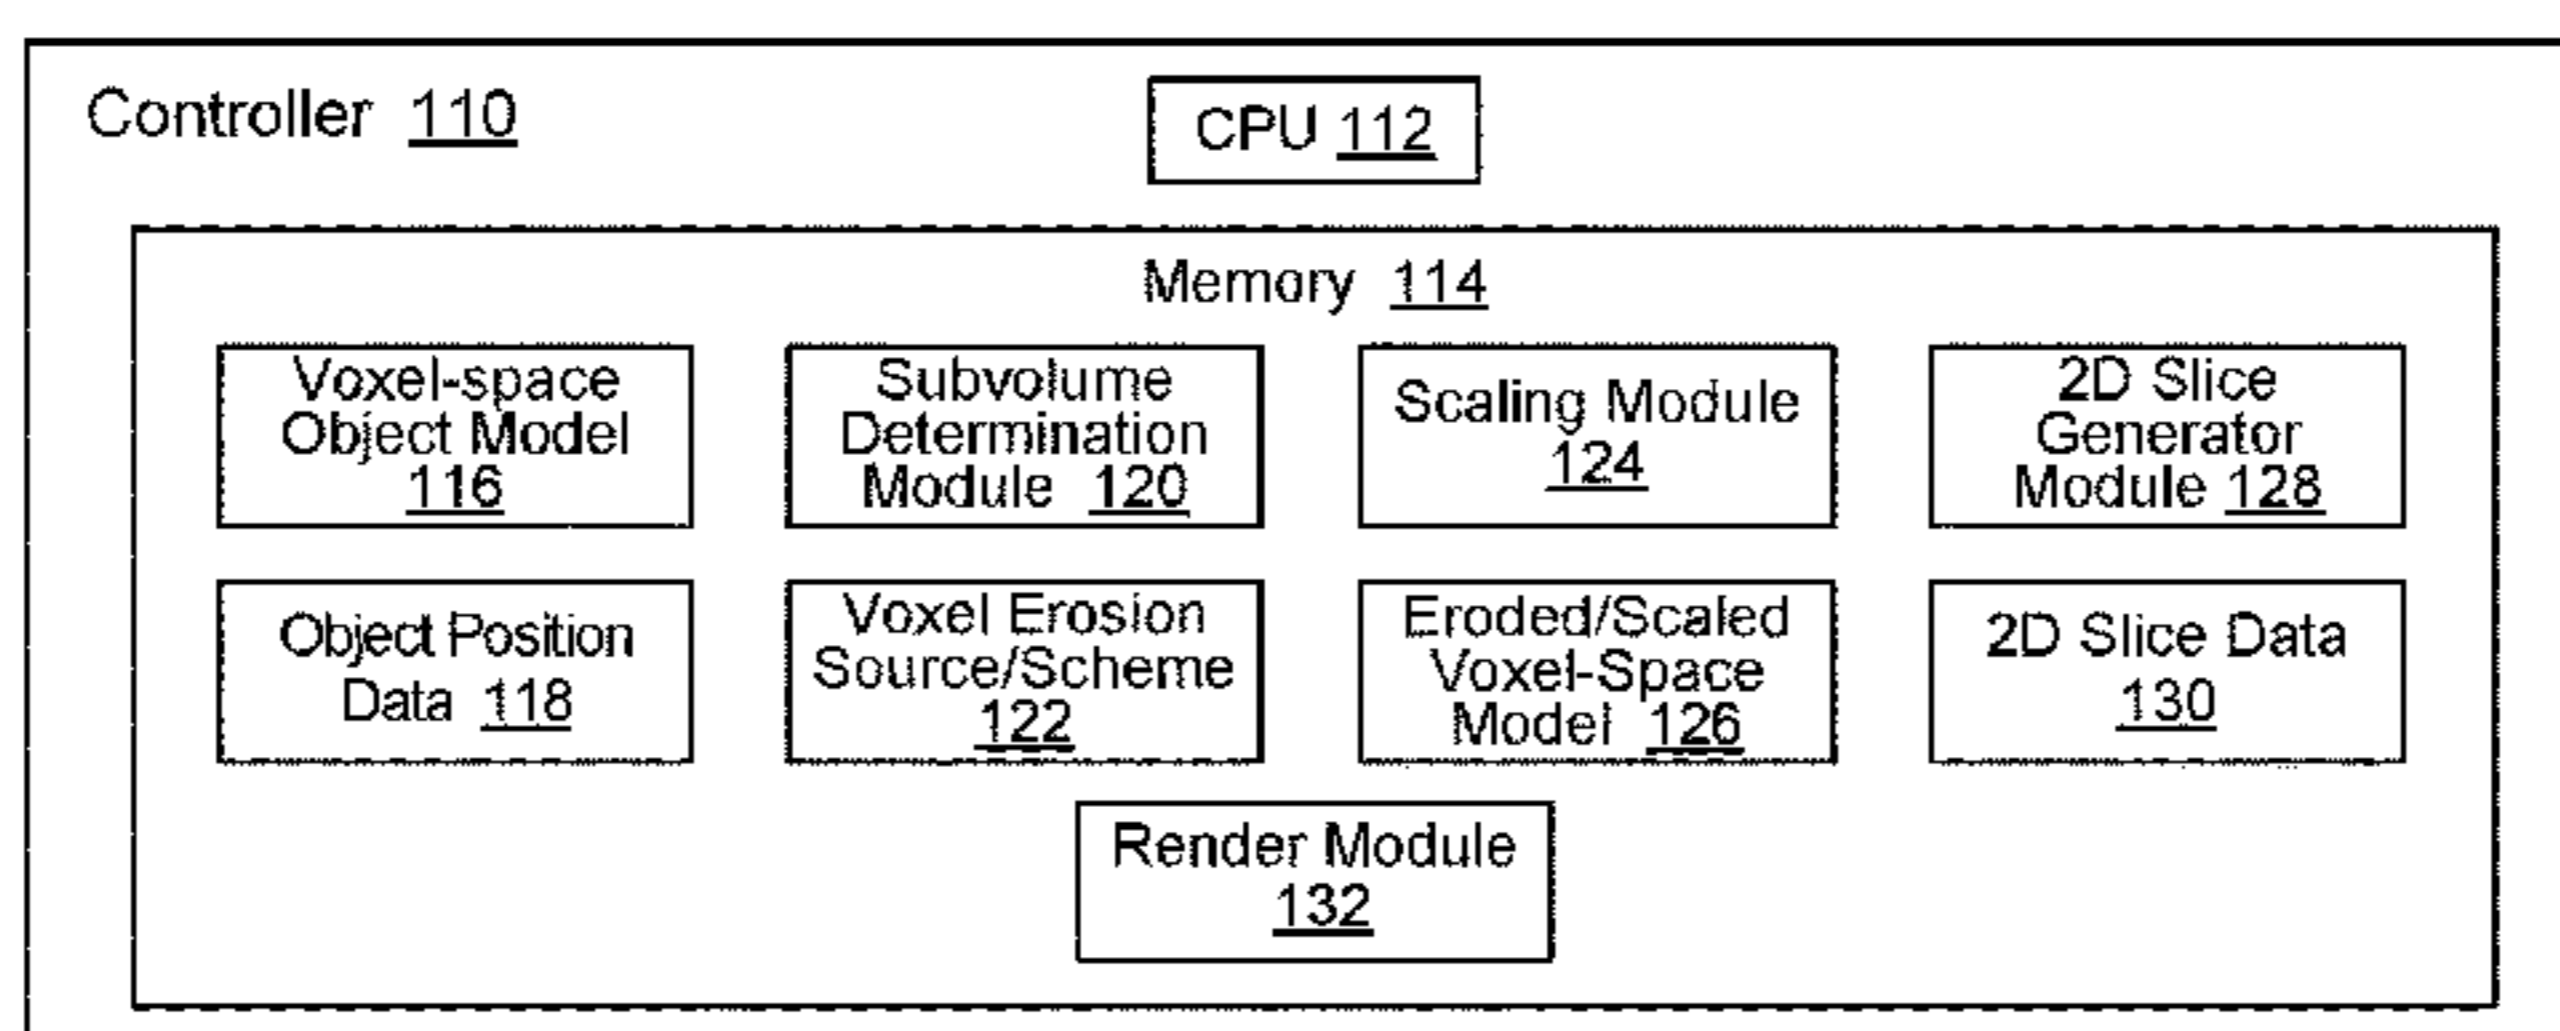 Controller 110
CPU 112
Memory 114
Voxel-space
Object Model
116
Subvolume
Determination
Module 120
Scaling Module
124
2D Slice
Generator
Module 128
Object Position
Data 118
Voxel Erosion
Source/Scheme
122
Eroded/Scaled
Voxel-Space
Model 126
2D Slice Data
130
Render Module
132